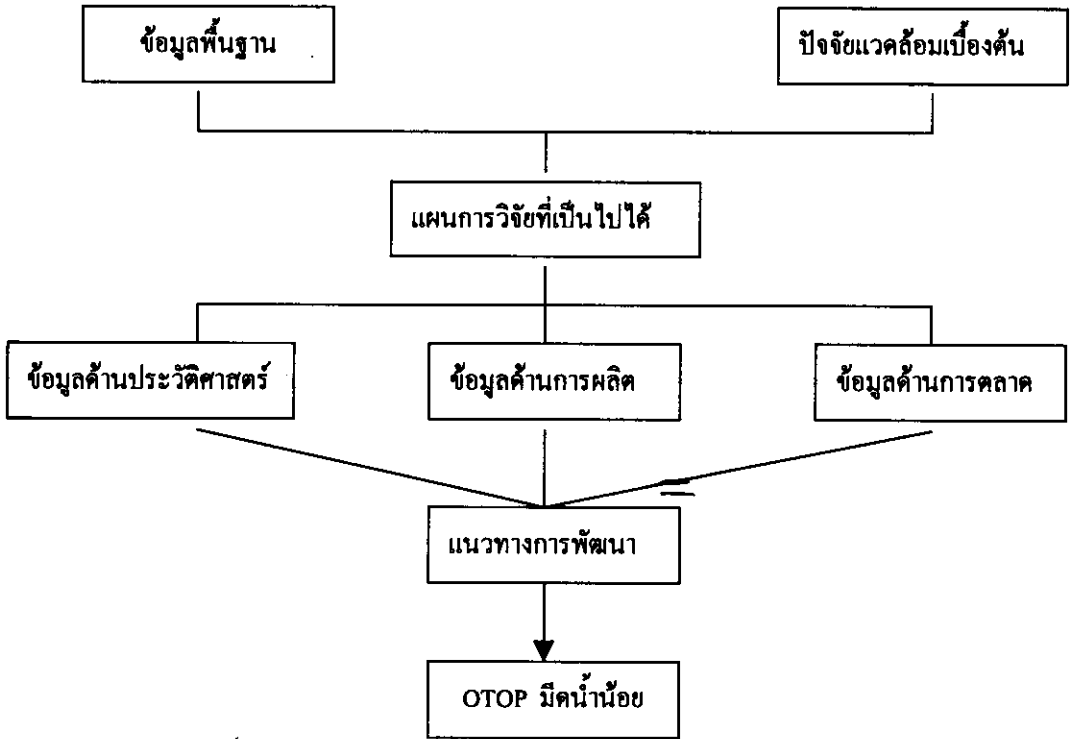 ข้อมูลพื้นฐาน
ปัจจัยแวดล้อมเบื้องต้น
แผนการวิจัยที่เป็นไปได้
ข้อมูลด้านประวัติศาสตร์
ข้อมูลด้านการผลิต
ข้อมูลด้านการตลาด
แนวทางการพัฒนา
OTOP มีดน้ำน้อย